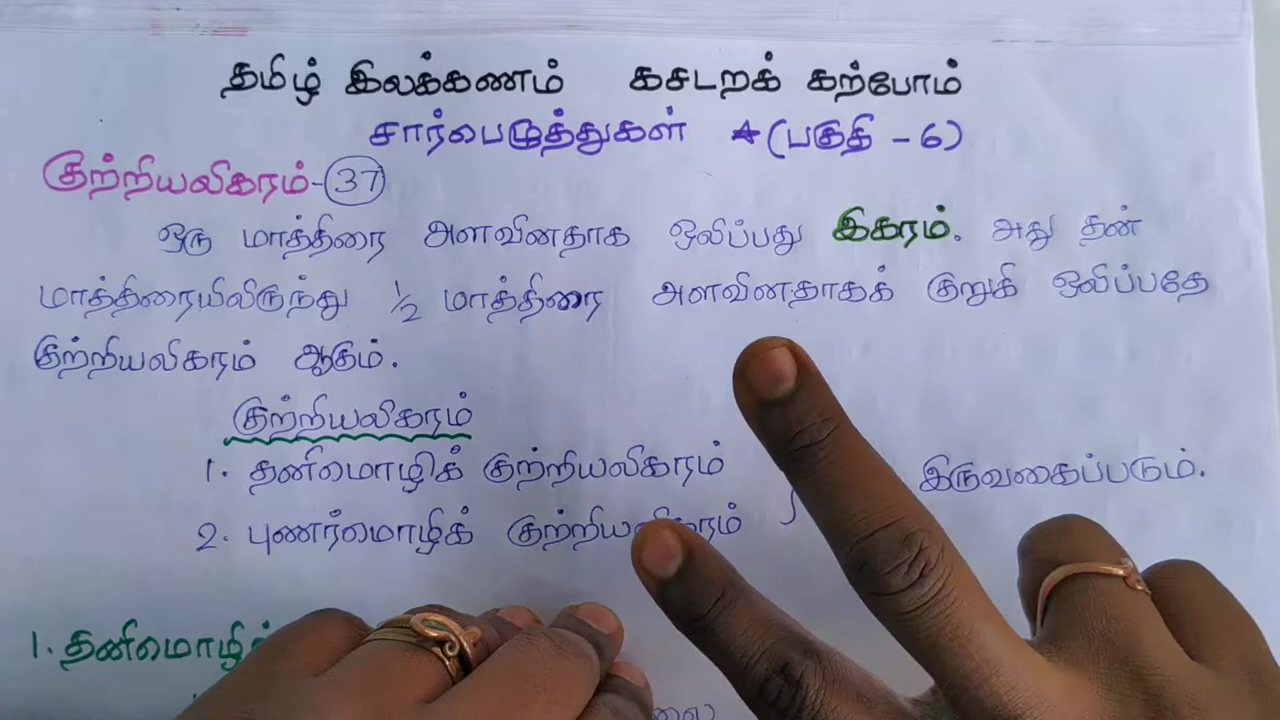 தமிழ் இலக்கணம் கசடறக் கற்போம்
சார்பெழுத்துகள் ★ (பகுதி - 6)
குற்றியலிகரம் - 37
ஒரு மாத்திரை அளவினதாக ஒலிப்பது இகரம். அது தன்
மாத்திரையிலிருந்து 1/2 மாத்திரை அளவினதாகக் குறுகி ஒலிப்பதே
குற்றியலிகரம் ஆகும்.
குற்றியலிகரம்
1. தனிமொழிக் குற்றியலிகரம்
2. புணர்மொழிக் குற்றியலிகரம் இருவகைப்படும்.
1. தனிமொழிக்